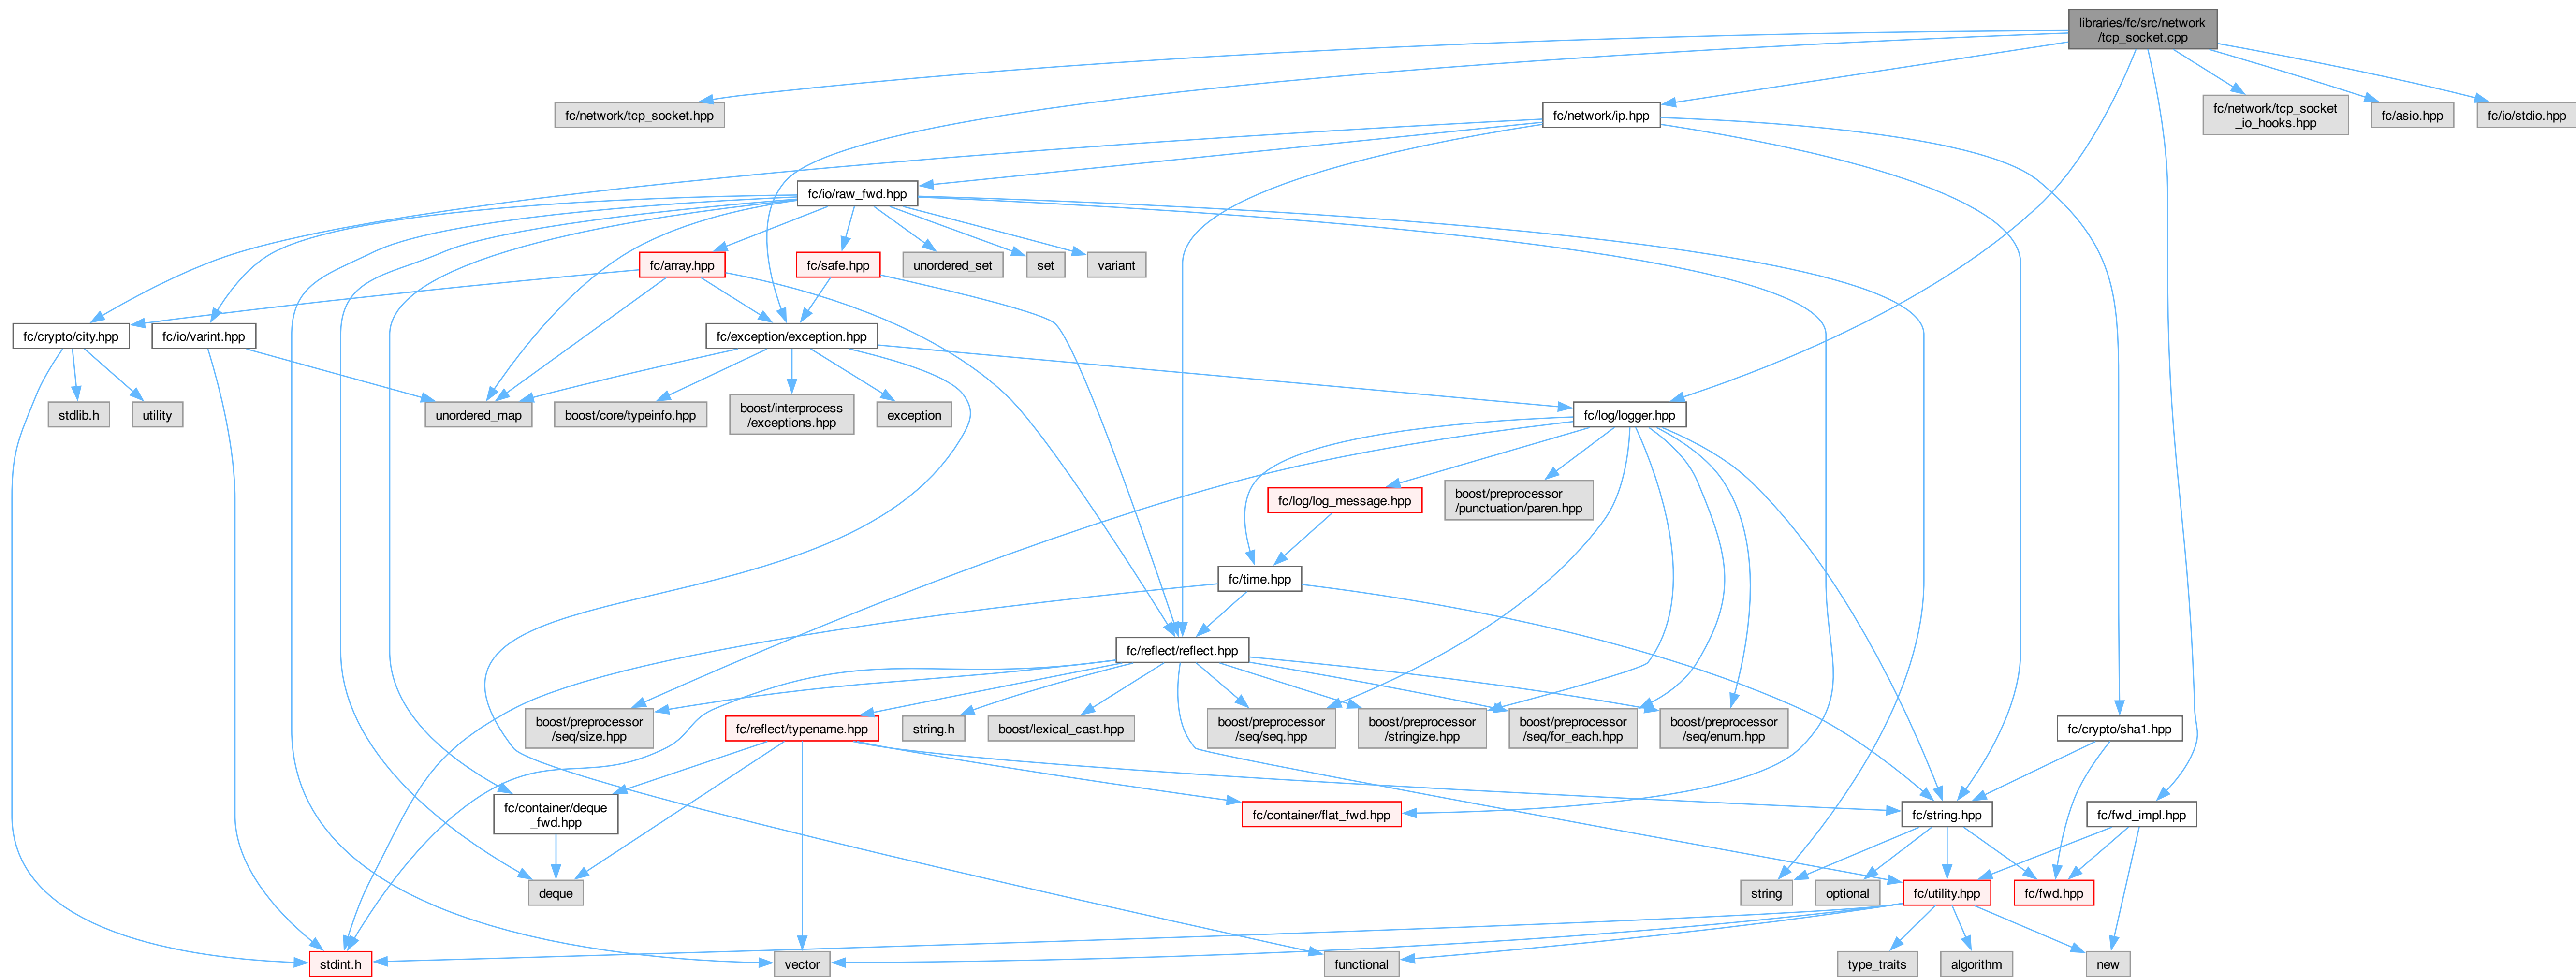 libraries/fc/src/network
/tcp_socket.cpp
fc/network/tcp_socket.hpp
fc/network/ip.hpp
fc/network/tcp_socket
_io_hooks.hpp
fc/asio.hpp
fc/io/stdio.hpp
fc/io/raw_fwd.hpp
fc/array.hpp
fc/safe.hpp
unordered_set
set
variant
fc/crypto/city.hpp
fc/io/varint.hpp
fc/exception/exception.hpp
stdlib.h
utility
unordered_map
boost/core/typeinfo.hpp
boost/interprocess
/exceptions.hpp
exception
fc/log/logger.hpp
fc/log/log_message.hpp
boost/preprocessor
/punctuation/paren.hpp
fc/time.hpp
fc/reflect/reflect.hpp
boost/preprocessor
/seq/size.hpp
fc/reflect/typename.hpp
string.h
boost/lexical_cast.hpp
boost/preprocessor
/seq/seq.hpp
boost/preprocessor
/stringize.hpp
boost/preprocessor
/seq/for_each.hpp
boost/preprocessor
/seq/enum.hpp
fc/crypto/sha1.hpp
fc/container/deque
_fwd.hpp
fc/container/flat_fwd.hpp
fc/string.hpp
fc/fwd_impl.hpp
deque
string
optional
fc/utility.hpp
fc/fwd.hpp
stdint.h
vector
functional
type_traits
algorithm
new